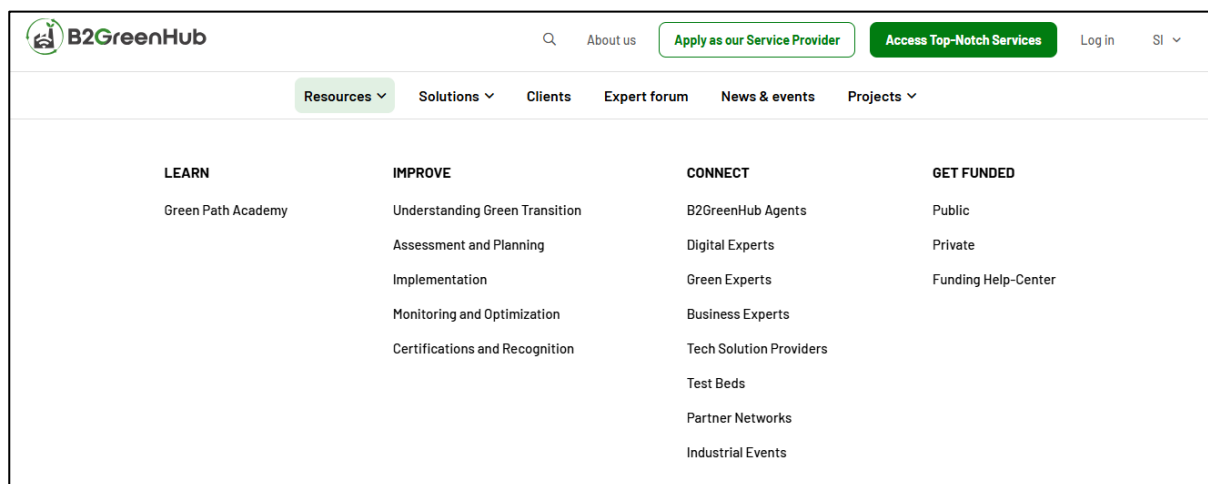 B2GreenHub
About us
Apply as our Service Provider
Access Top-Notch Services
Log in
SI
Resources
Solutions
Clients
Expert forum
News & events
Projects
LEARN
Green Path Academy
IMPROVE
Understanding Green Transition
Assessment and Planning
Implementation
Monitoring and Optimization
Certifications and Recognition
CONNECT
B2GreenHub Agents
Digital Experts
Green Experts
Business Experts
Tech Solution Providers
Test Beds
Partner Networks
Industrial Events
GET FUNDED
Public
Private
Funding Help-Center